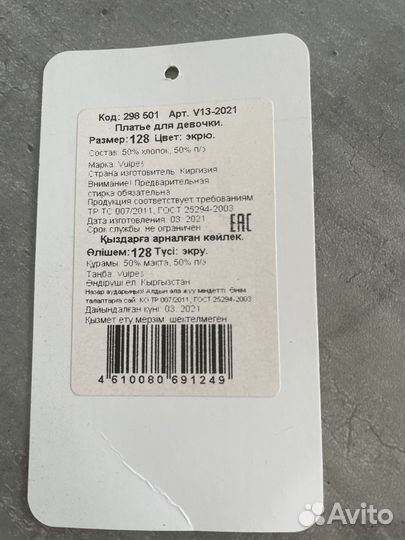 Код: 298 501 Арт. V13-2021
Платье для девочки.
Размер: 128 Цвет: экрю.
Состав: 50% хлопок, 50% п/э
Марка: Vulpes
Страна изготовитель: Киргизия
Внимание! Предварительная
стирка обязательна
Продукция соответствует требованиям
ТР ТС 007/2011, ГОСТ 25294-2003
Дата изготовления: 03. 2021
Срок службы: не ограничен
EAC
Қыздарға арналған көйлек.
Өлішем: 128 Түсі: экру.
Құрамы: 50% мақта, 50% п/э
Таңба: Vulpes
Өндіруші ел: Кыргызстан
Назар аударыңыз! Алдын ала жуу міндетті. Өнім
талаптарға сай: КО ТР 007/2011, ГОСТ 25294-2003
Дайындалған күні: 03. 2021
Қызмет ету мерзім: шектелмеген
4 610080 691249
Avito